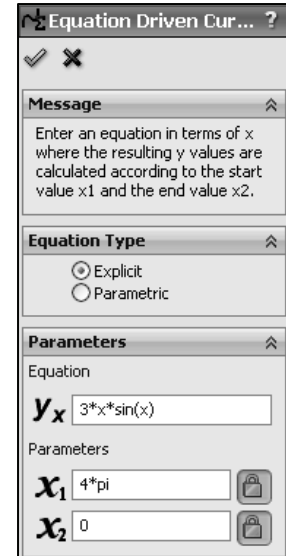 Equation Driven Cur... ?
Message
Enter an equation in terms of x
where the resulting y values are
calculated according to the start
value x1 and the end value x2.
Equation Type
Explicit
Parametric
Parameters
Equation
yx 3*x*sin(x)
Parameters
x1 4*pi
x2 0